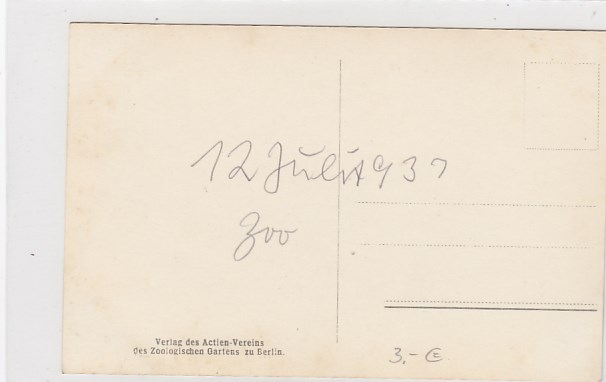 12 Juli 1937
Zoo
Verlag des Actien-Vereins
des Zoologischen Gartens zu Berlin.
3.- €